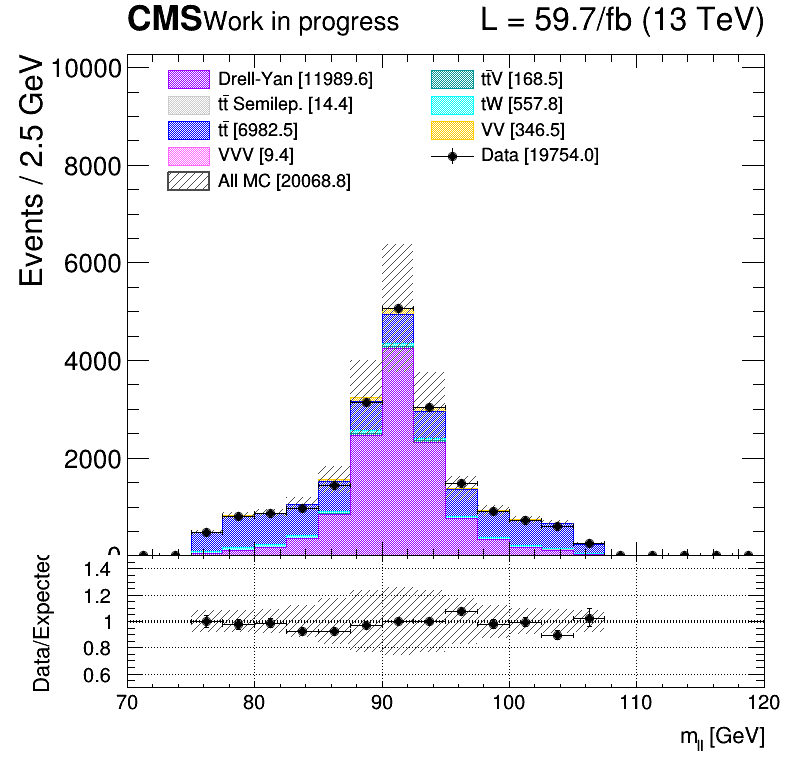 CMS Work in progress L = 59.7/fb (13 TeV)
Events / 2.5 GeV
10000
8000
6000
4000
2000
0
Drell-Yan [11989.6]
tt̄ Semilep. [14.4]
tt̄ [6982.5]
VVV [9.4]
All MC [20068.8]
tt̄V [168.5]
tW [557.8]
VV [346.5]
Data [19754.0]
Data/Expected
1.4
1.2
1
0.8
0.6
70 80 90 100 110 120
m_ll [GeV]